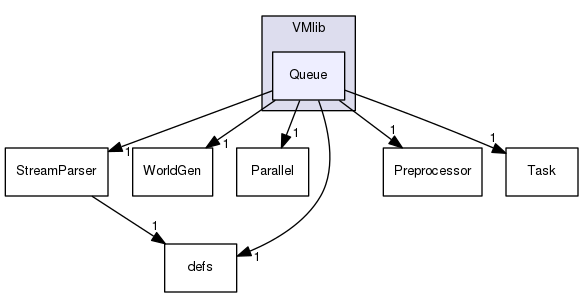 VMlib
Queue
1
1
1
1
1
StreamParser
WorldGen
Parallel
Preprocessor
Task
1
1
defs